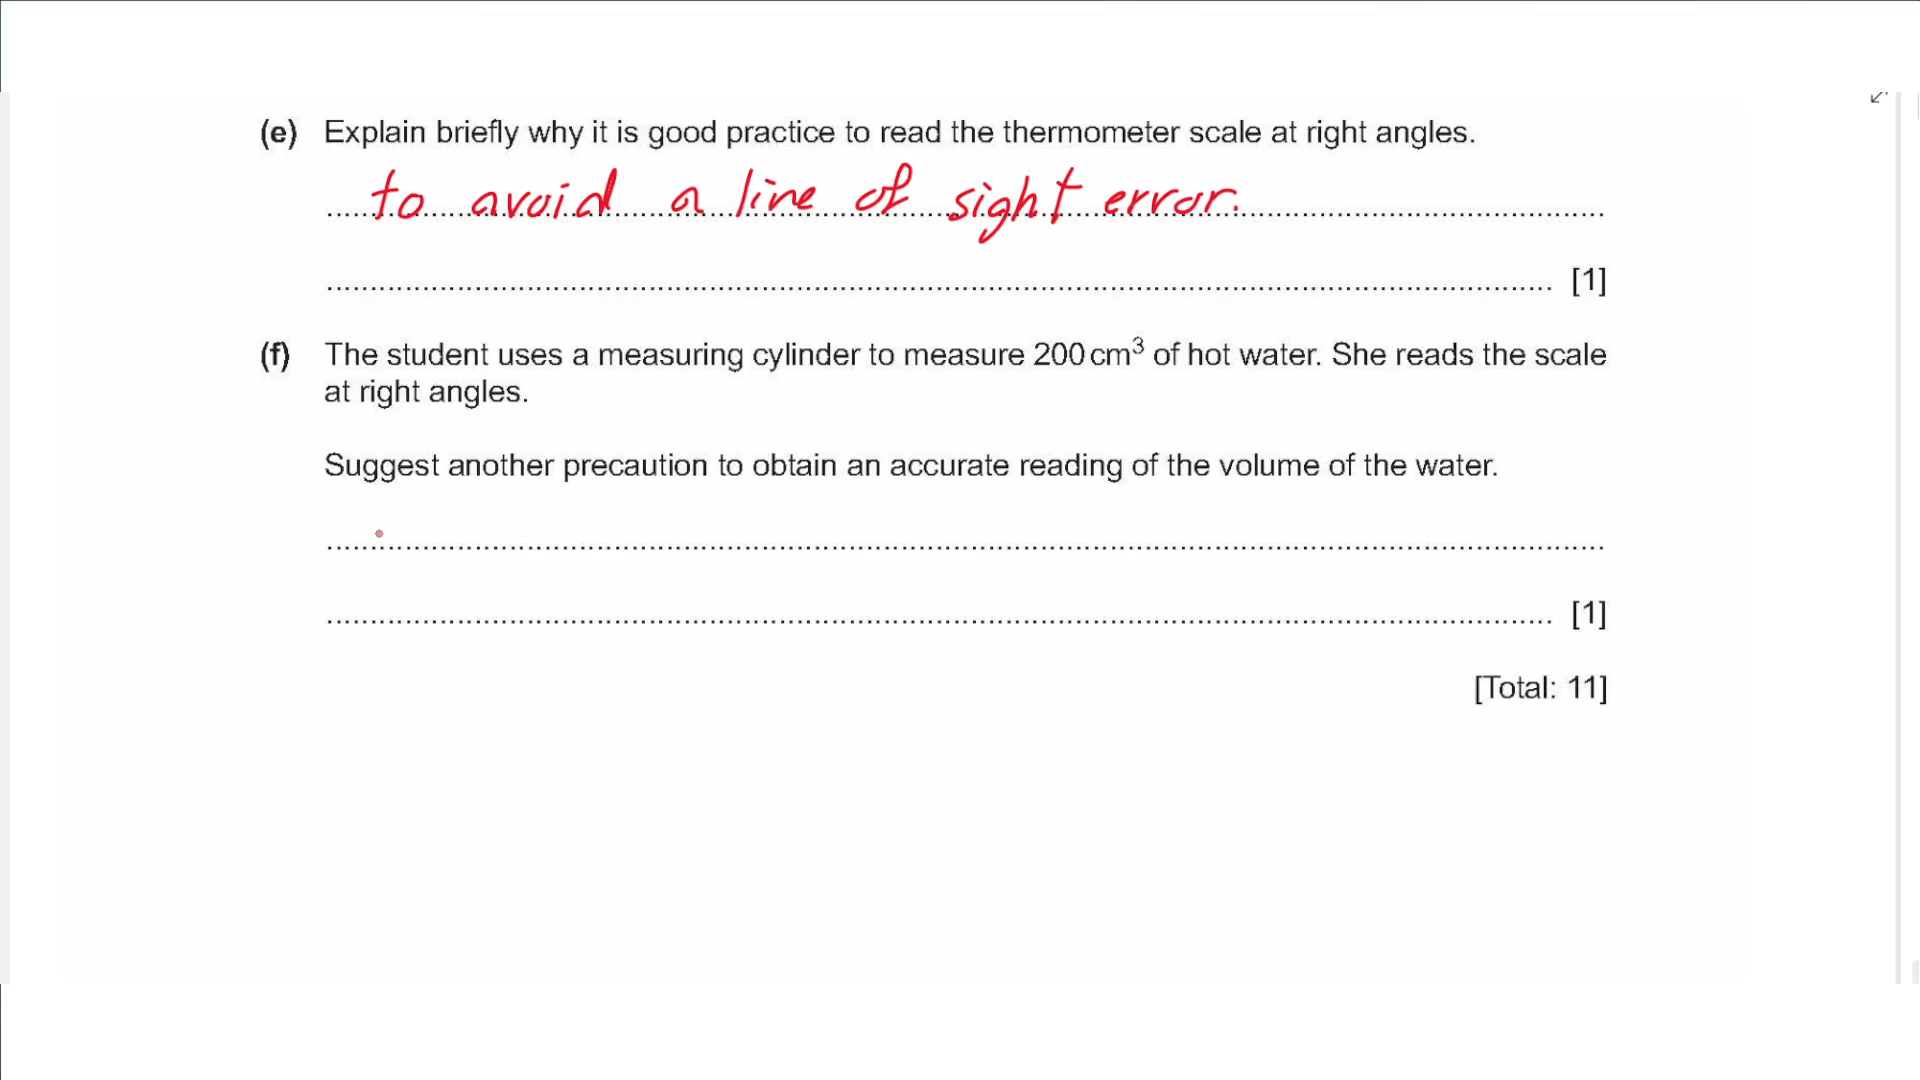 (e) Explain briefly why it is good practice to read the thermometer scale at right angles.
to avoid a line of sight error.
[1]
(f) The student uses a measuring cylinder to measure 200 cm³ of hot water. She reads the scale
at right angles.
Suggest another precaution to obtain an accurate reading of the volume of the water.
[1]
[Total: 11]